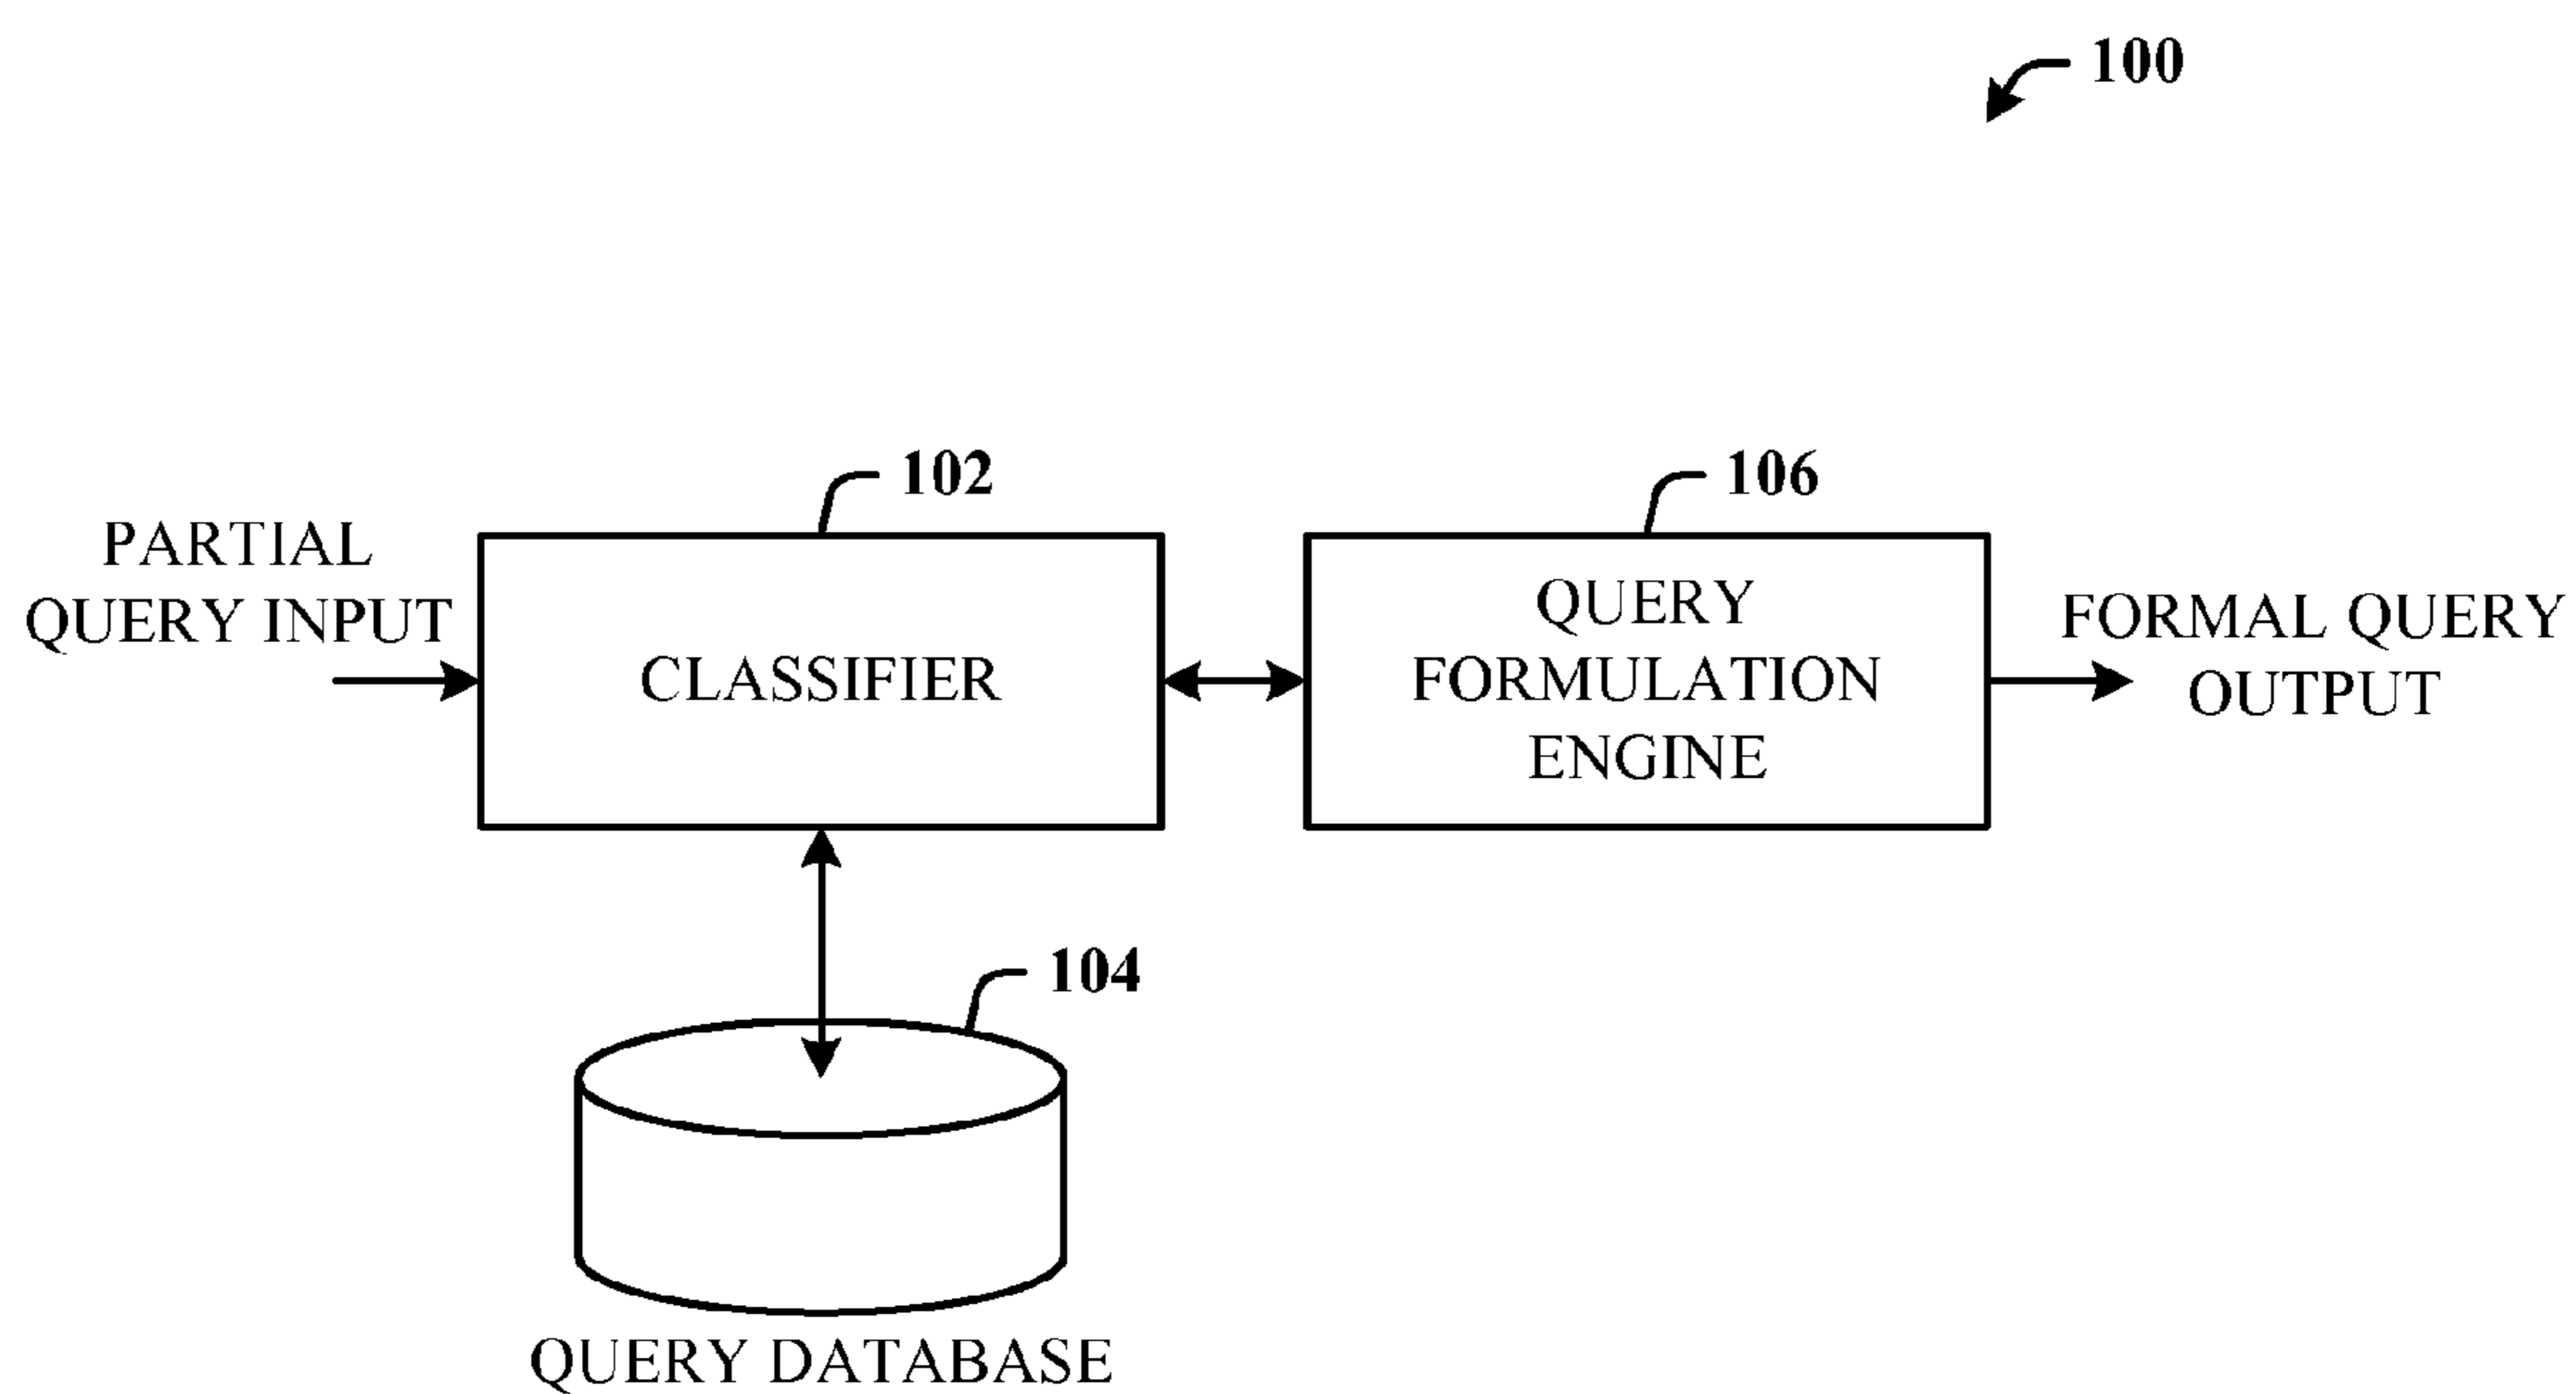 100
102
106
PARTIAL
QUERY INPUT
CLASSIFIER
QUERY
FORMULATION
ENGINE
FORMAL QUERY
OUTPUT
104
QUERY DATABASE